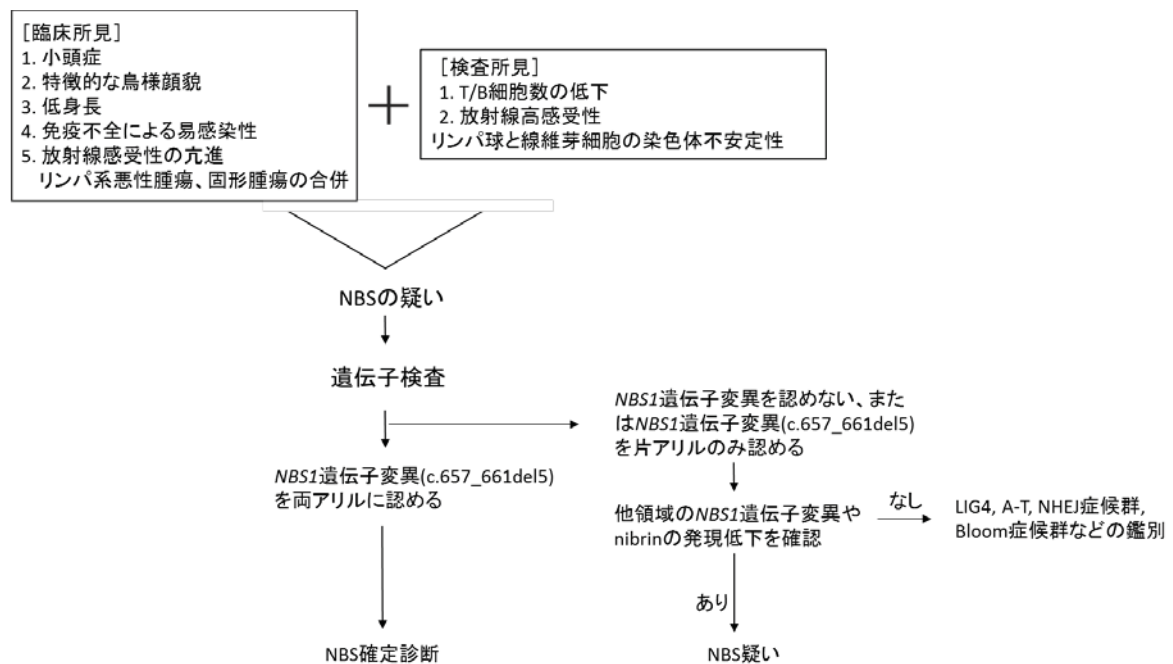 [臨床所見]
1. 小頭症
2. 特徴的な鳥様顔貌
3. 低身長
4. 免疫不全による易感染性
5. 放射線感受性の亢進
リンパ系悪性腫瘍、固形腫瘍の合併
+
[検査所見]
1. T/B細胞数の低下
2. 放射線高感受性
リンパ球と線維芽細胞の染色体不安定性
NBSの疑い
遺伝子検査
NBS1遺伝子変異を認めない、また
はNBS1遺伝子変異(c.657_661del5)
を片アリルのみ認める
NBS1遺伝子変異(c.657_661del5)
を両アリルに認める
他領域のNBS1遺伝子変異や
nibrinの発現低下を確認
なし
LIG4, A-T, NHEJ症候群,
Bloom症候群などの鑑別
あり
NBS確定診断
NBS疑い